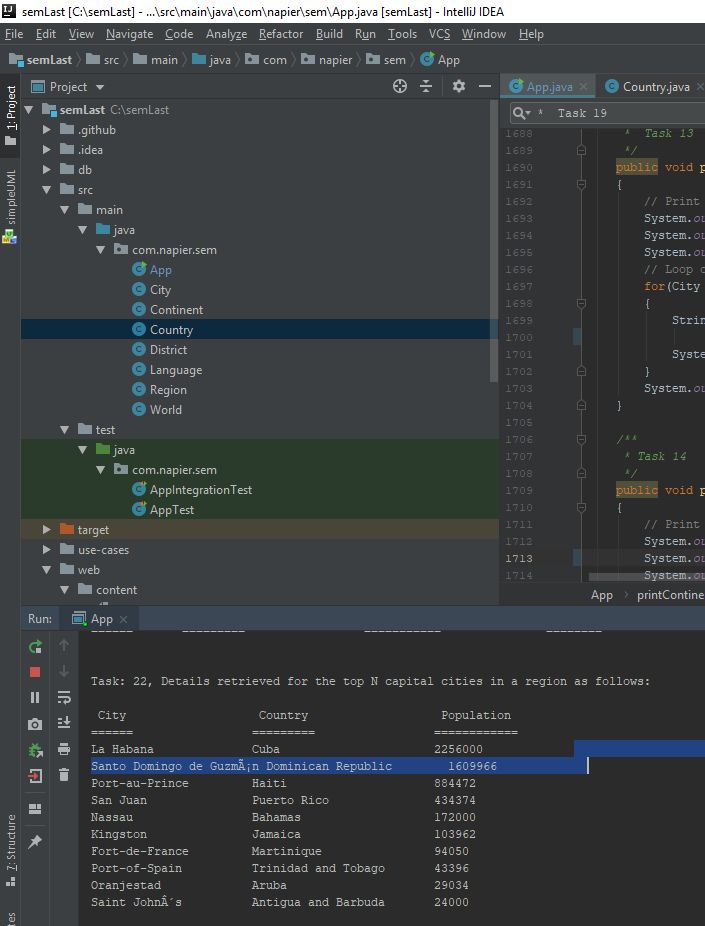 semLast [C:\semLast] - ...\src\main\java\com\napier\sem\App.java [semLast] - IntelliJ IDEA
File Edit View Navigate Code Analyze Refactor Build Run Tools VCS Window Help
semLast src main java com napier sem App
Project App.java Country.java
1: Project
simpleUML
semLast C:\semLast
.github
.idea
db
src
main
java
com.napier.sem
App
City
Continent
Country
District
Language
Region
World
test
java
com.napier.sem
AppIntegrationTest
AppTest
target
use-cases
web
content
* Task 19
1688 * Task 13
1689 */
1690 public void p
1691 {
1692 // Print
1693 System.ou
1694 System.ou
1695 System.ou
1696 // Loop o
1697 for(City
1698 {
1699 Strin
1700
1701 Syste
1702 }
1703 System.ou
1704 }
1705
1706 /**
1707 * Task 14
1708 */
1709 public void p
1710 {
1711 // Print
1712 System.ou
1713 System.ou
1714 System.ou
App printContine
Run: App
Task: 22, Details retrieved for the top N capital cities in a region as follows:
City Country Population
====== ========= =============
La Habana Cuba 2256000
Santo Domingo de GuzmÃ¡n Dominican Republic 1609966
Port-au-Prince Haiti 884472
San Juan Puerto Rico 434374
Nassau Bahamas 172000
Kingston Jamaica 103962
Fort-de-France Martinique 94050
Port-of-Spain Trinidad and Tobago 43396
Oranjestad Aruba 29034
Saint JohnÂ´s Antigua and Barbuda 24000
7: Structure